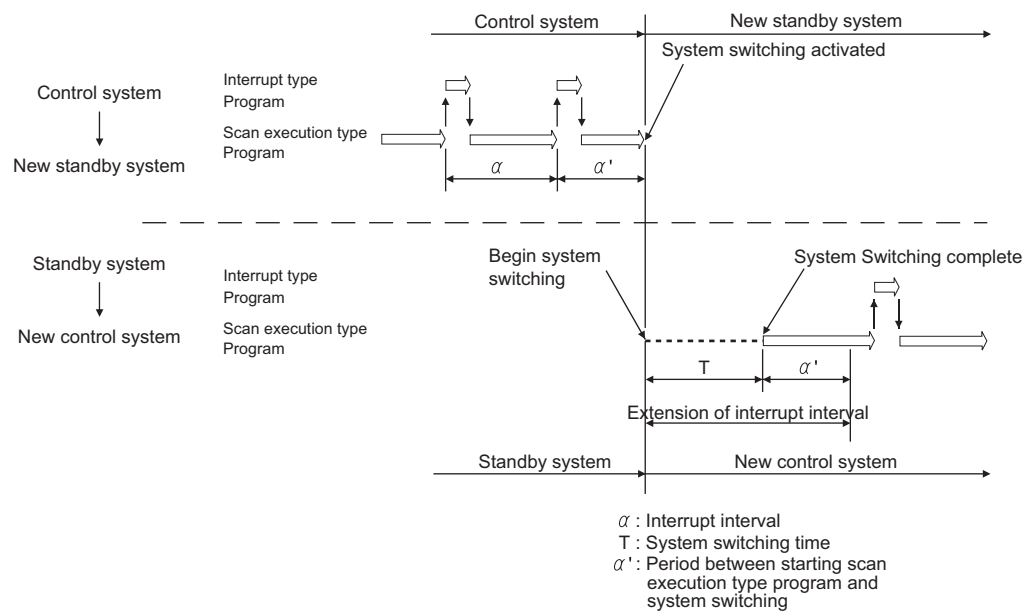 Control system
New standby system
System switching activated
Control system
New standby system
Interrupt type
Program
Scan execution type
Program
α
α'
Standby system
New control system
Interrupt type
Program
Scan execution type
Program
Begin system
switching
System Switching complete
T
α'
Extension of interrupt interval
Standby system
New control system
α : Interrupt interval
T : System switching time
α' : Period between starting scan
execution type program and
system switching